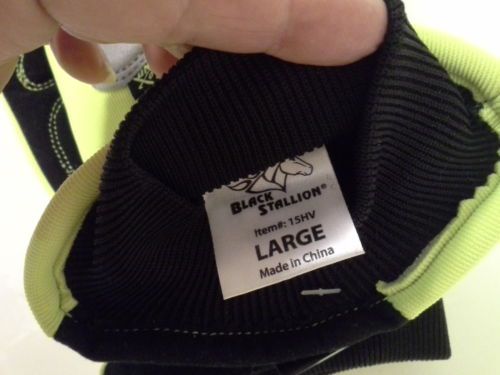 BLACK
STALLION®
Item#: 15HV
LARGE
Made in China